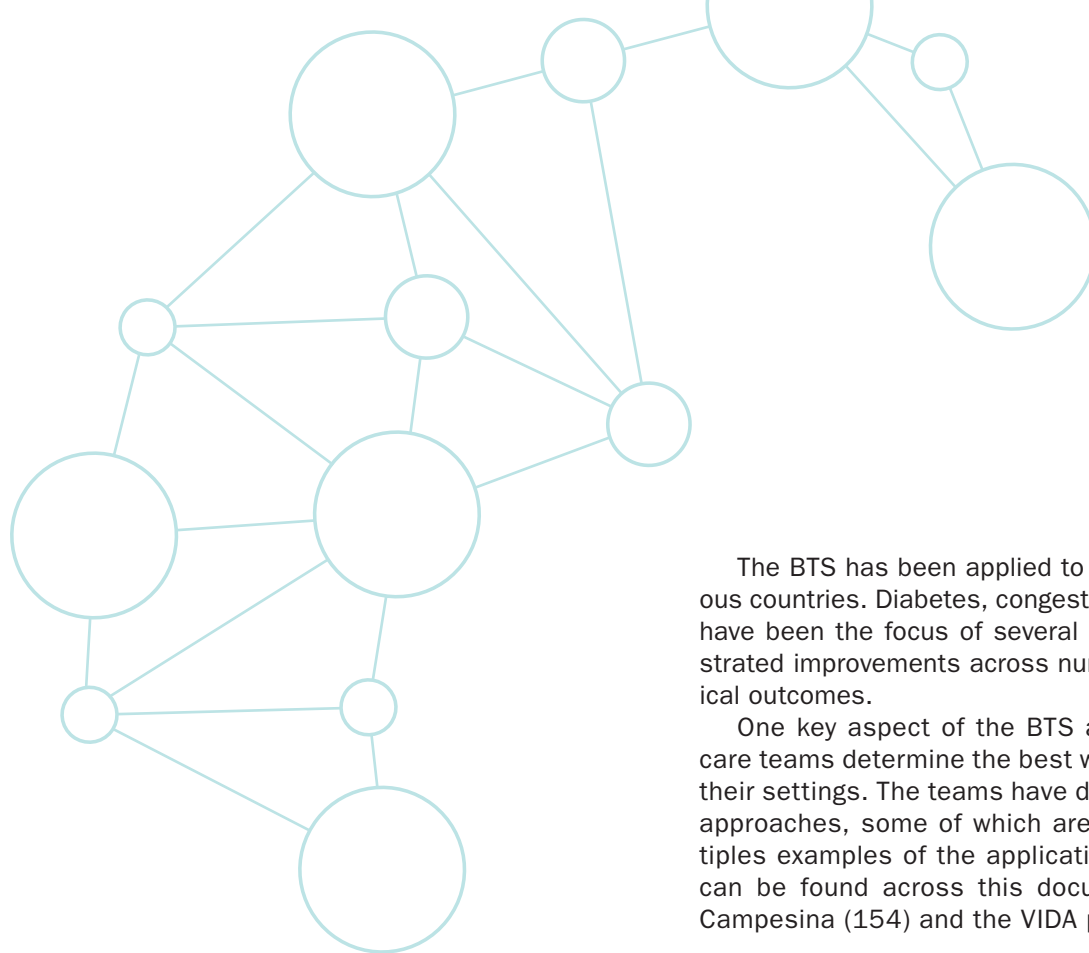 The BTS has been applied to
ous countries. Diabetes, congest
have been the focus of several
strated improvements across nu
ical outcomes.
One key aspect of the BTS a
care teams determine the best w
their settings. The teams have d
approaches, some of which are
tiples examples of the applicati
can be found across this docu
Campesina (154) and the VIDA p